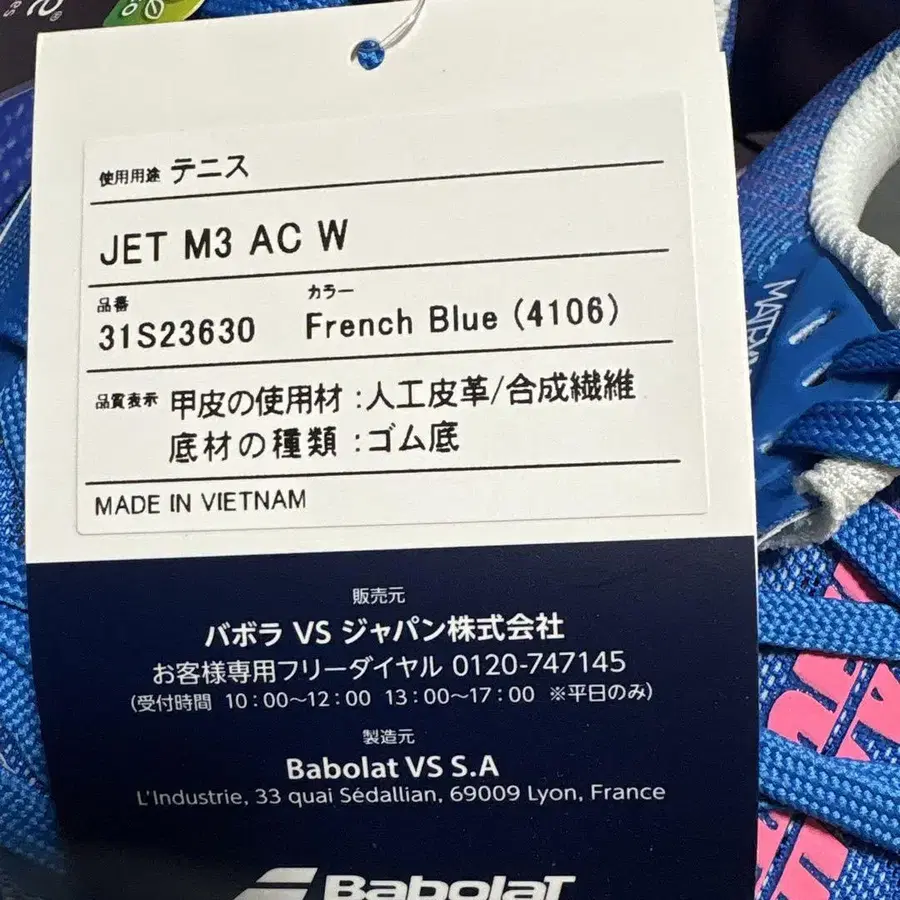 使用用途 テニス
JET M3 AC W
品番 カラー
31S23630 French Blue (4106)
品質表示 甲皮の使用材 : 人工皮革/合成繊維
底材の種類 : ゴム底
MADE IN VIETNAM
販売元
バボラ VS ジャパン株式会社
お客様専用フリーダイヤル 0120-747145
(受付時間 10:00～12:00 13:00～17:00 ※平日のみ)
製造元
Babolat VS S.A
L'Industrie, 33 quai Sédallian, 69009 Lyon, France
BabolaT